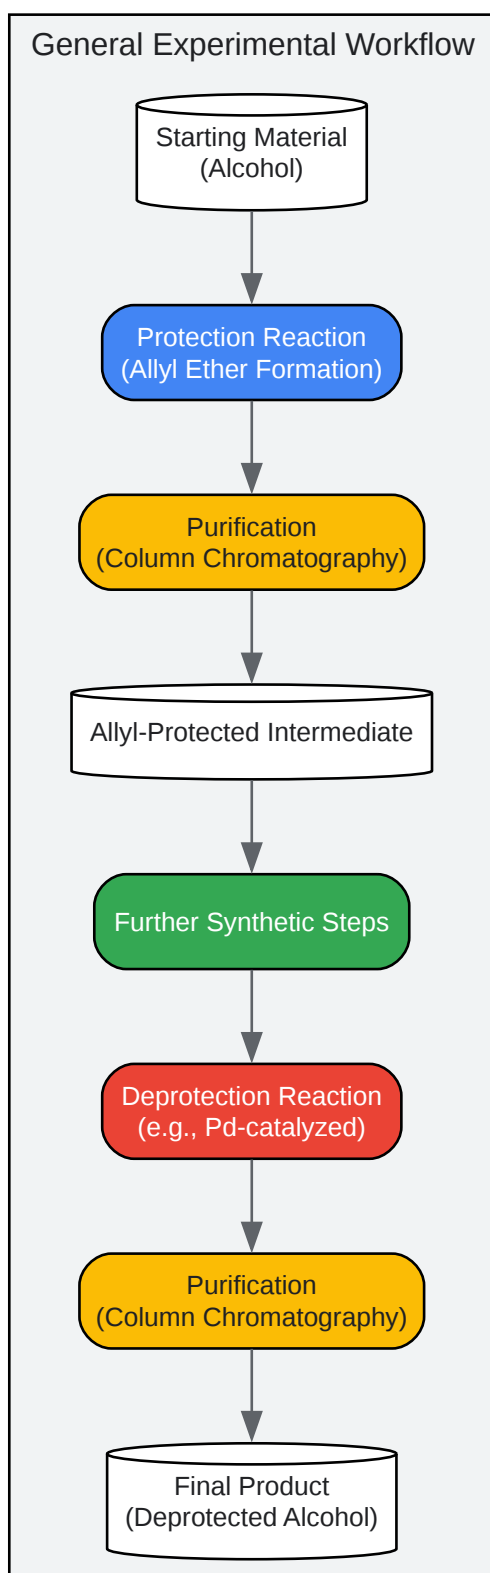 General Experimental Workflow
Starting Material
(Alcohol)
Protection Reaction
(Allyl Ether Formation)
Purification
(Column Chromatography)
Allyl-Protected Intermediate
Further Synthetic Steps
Deprotection Reaction
(e.g., Pd-catalyzed)
Purification
(Column Chromatography)
Final Product
(Deprotected Alcohol)